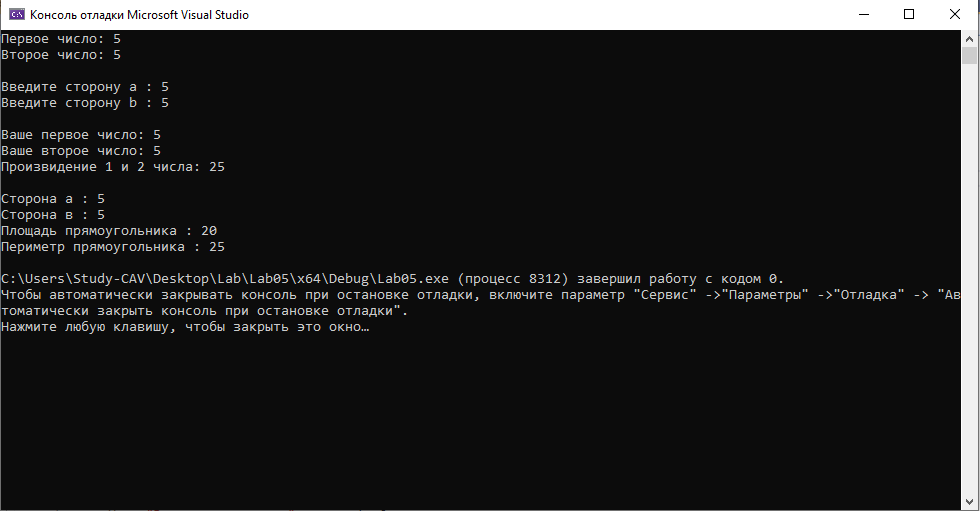 Консоль отладки Microsoft Visual Studio
Первое число: 5
Второе число: 5
Введите сторону a : 5
Введите сторону b : 5
Ваше первое число: 5
Ваше второе число: 5
Произвидение 1 и 2 числа: 25
Сторона а : 5
Сторона в : 5
Площадь прямоугольника : 20
Периметр прямоугольника : 25
C:\Users\Study-CAV\Desktop\Lab\Lab05\x64\Debug\Lab05.exe (процесс 8312) завершил работу с кодом 0.
Чтобы автоматически закрывать консоль при остановке отладки, включите параметр "Сервис" ->"Параметры" ->"Отладка" -> "Ав
томатически закрыть консоль при остановке отладки".
Нажмите любую клавишу, чтобы закрыть это окно…